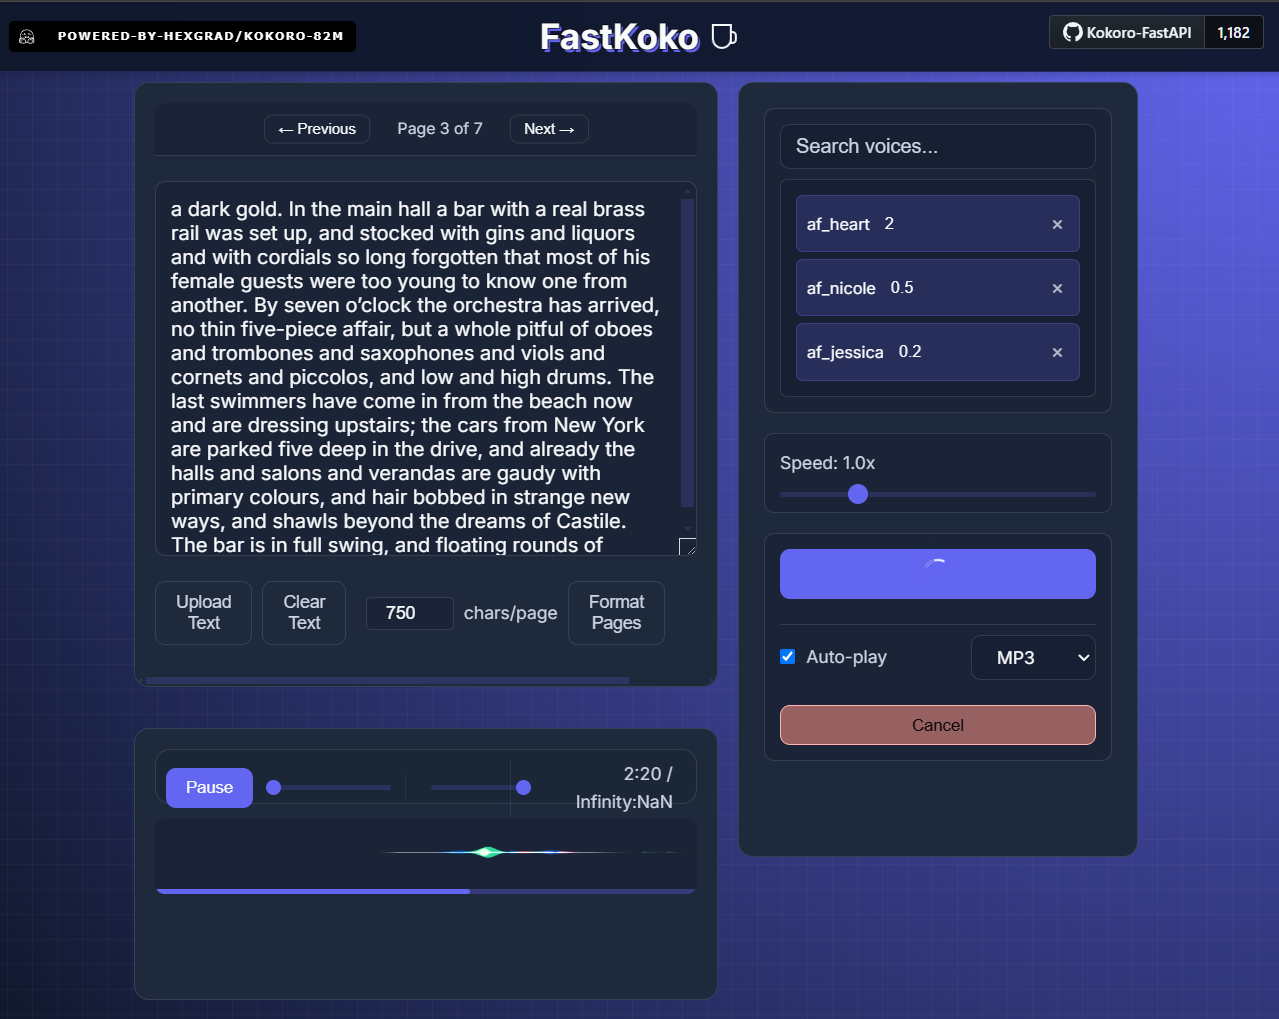 POWERED-BY-HEXGRAD/KOKORO-82M
FastKoko
Kokoro-FastAPI 1,182
← Previous Page 3 of 7 Next →
a dark gold. In the main hall a bar with a real brass
rail was set up, and stocked with gins and liquors
and with cordials so long forgotten that most of his
female guests were too young to know one from
another. By seven o’clock the orchestra has arrived,
no thin five-piece affair, but a whole pitful of oboes
and trombones and saxophones and viols and
cornets and piccolos, and low and high drums. The
last swimmers have come in from the beach now
and are dressing upstairs; the cars from New York
are parked five deep in the drive, and already the
halls and salons and verandas are gaudy with
primary colours, and hair bobbed in strange new
ways, and shawls beyond the dreams of Castile.
The bar is in full swing, and floating rounds of
Upload
Text
Clear
Text
750 chars/page
Format
Pages
Pause
2:20 /
Infinity:NaN
Search voices...
af_heart 2 ×
af_nicole 0.5 ×
af_jessica 0.2 ×
Speed: 1.0x
Auto-play
MP3
Cancel